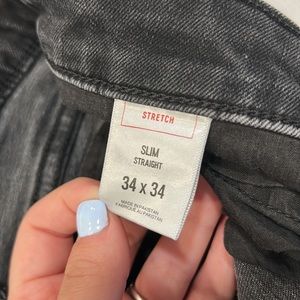 STRETCH
SLIM
STRAIGHT
34 x 34
MADE IN PAKISTAN
FABRIQUÉ AU PAKISTAN